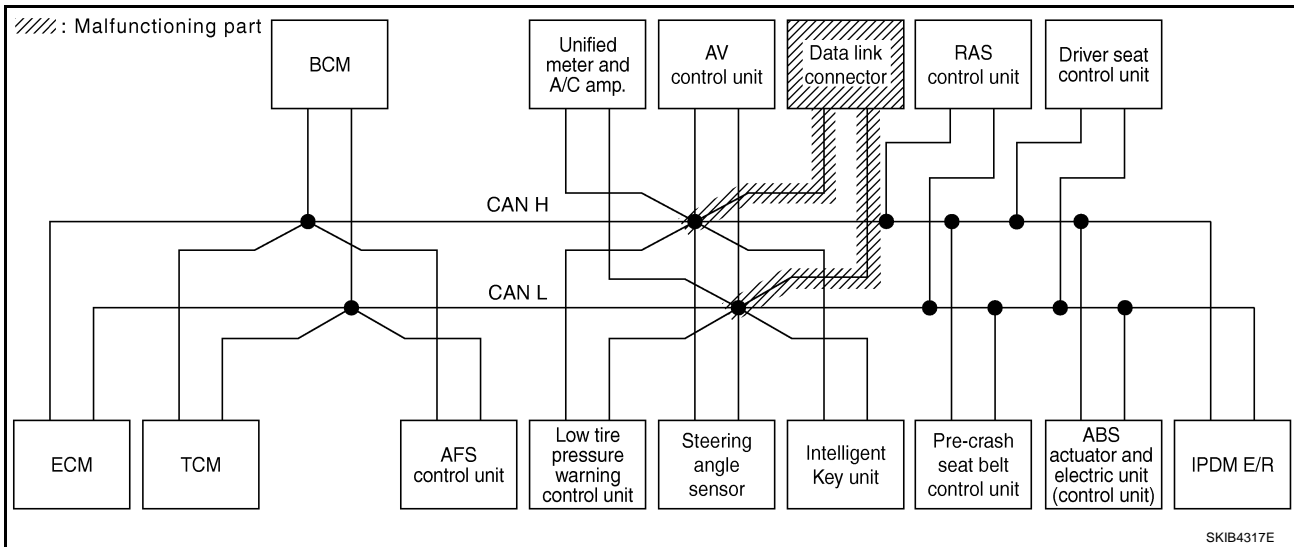 : Malfunctioning part
BCM
Unified
meter and
A/C amp.
AV
control unit
Data link
connector
RAS
control unit
Driver seat
control unit
CAN H
CAN L
ECM
TCM
AFS
control unit
Low tire
pressure
warning
control unit
Steering
angle
sensor
Intelligent
Key unit
Pre-crash
seat belt
control unit
ABS
actuator and
electric unit
(control unit)
IPDM E/R
SKIB4317E